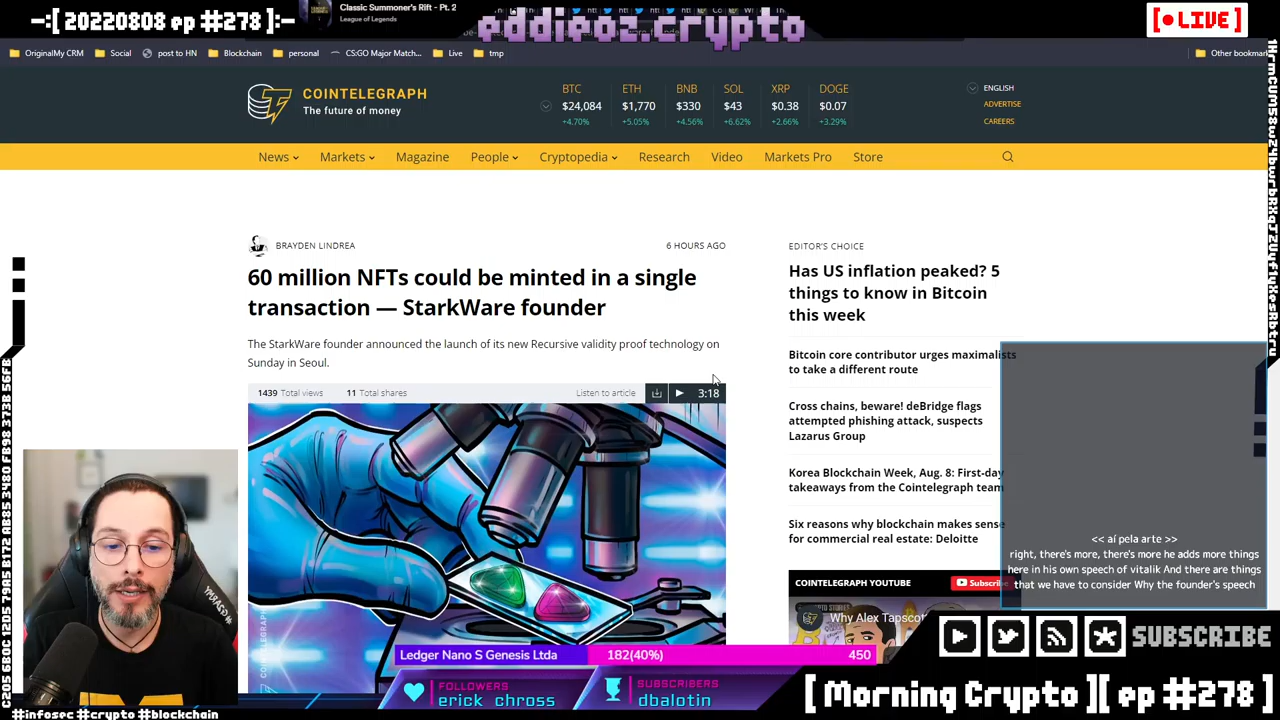 -:[ 20220808 ep #278 ]:-
Classic Summoner's Rift - Pt. 2
League of Legends
eddieoz.crypto
[ LIVE ]
OriginalMy CRM
Social
post to HN
Blockchain
personal
CS:GO Major Match...
Live
tmp
Other bookmar
COINTELEGRAPH
The future of money
BTC
ETH
BNB
SOL
XRP
DOGE
$24,084
$1,770
$330
$43
$0.38
$0.07
+4.70%
+5.05%
+4.56%
+6.62%
+2.66%
+3.29%
ENGLISH
ADVERTISE
CAREERS
News
Markets
Magazine
People
Cryptopedia
Research
Video
Markets Pro
Store
BRAYDEN LINDREA
6 HOURS AGO
60 million NFTs could be minted in a single
transaction — StarkWare founder
The StarkWare founder announced the launch of its new Recursive validity proof technology on
Sunday in Seoul.
1439 Total views
11 Total shares
Listen to article
3:18
EDITOR'S CHOICE
Has US inflation peaked? 5
things to know in Bitcoin
this week
Bitcoin core contributor urges maximalists
to take a different route
Cross chains, beware! deBridge flags
attempted phishing attack, suspects
Lazarus Group
Korea Blockchain Week, Aug. 8: First-day
takeaways from the Cointelegraph team
Six reasons why blockchain makes sense
for commercial real estate: Deloitte
COINTELEGRAPH YOUTUBE
Subscribe
Why Alex Tapscot
<< aí pela arte >>
right, there's more, there's more he adds more things
here in his own speech of vitalik And there are things
that we have to consider Why the founder's speech
SUBSCRIBE
Ledger Nano S Genesis Ltda
182(40%)
450
FOLLOWERS
erick chross
SUBSCRIBERS
dbalotin
[ Morning Crypto ][ ep #278 ]
#infosec #crypto #blockchain